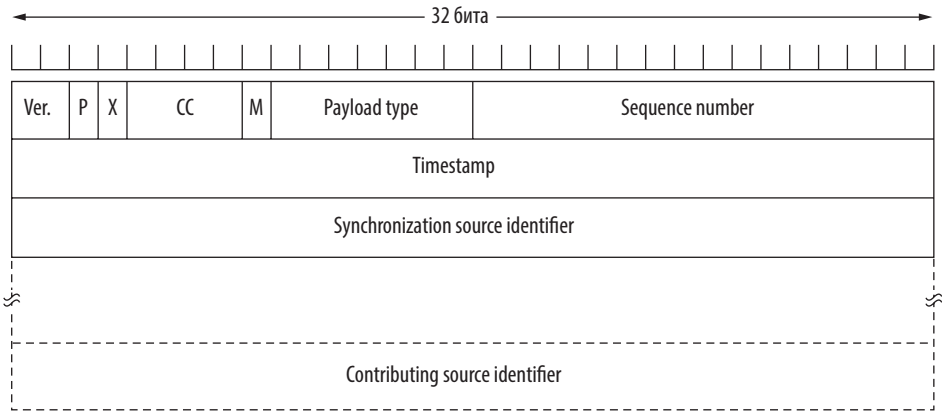 32 бита
Ver. P X CC M Payload type Sequence number
Timestamp
Synchronization source identifier
Contributing source identifier